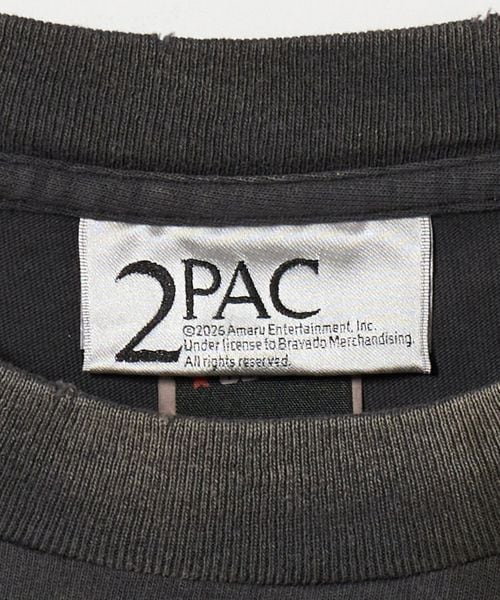 2PAC
©2026 Amaru Entertainment, Inc.
Under license to Bravado Merchandising.
All rights reserved.